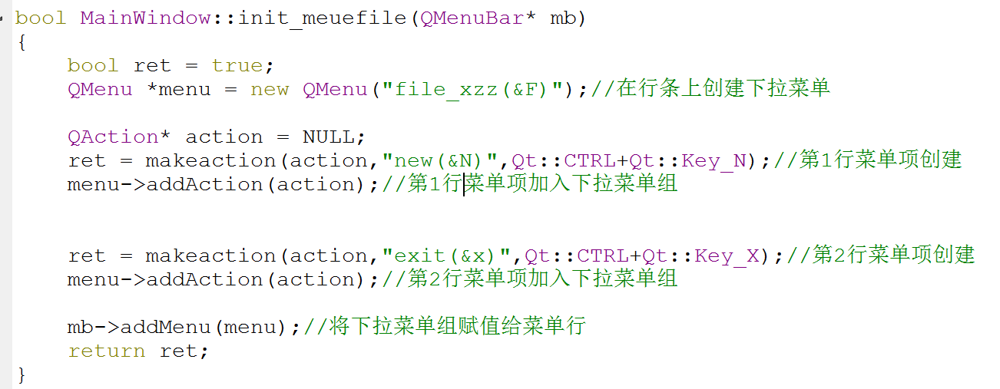 bool MainWindow::init_meuefile(QMenuBar* mb)
{
    bool ret = true;
    QMenu *menu = new QMenu("file_xzz(&F)");//在行条上创建下拉菜单
    QAction* action = NULL;
    ret = makeaction(action,"new(&N)",Qt::CTRL+Qt::Key_N);//第1行菜单项创建
    menu->addAction(action);//第1行菜单项加入下拉菜单组
    ret = makeaction(action,"exit(&x)",Qt::CTRL+Qt::Key_X);//第2行菜单项创建
    menu->addAction(action);//第2行菜单项加入下拉菜单组
    mb->addMenu(menu);//将下拉菜单组赋值给菜单行
    return ret;
}